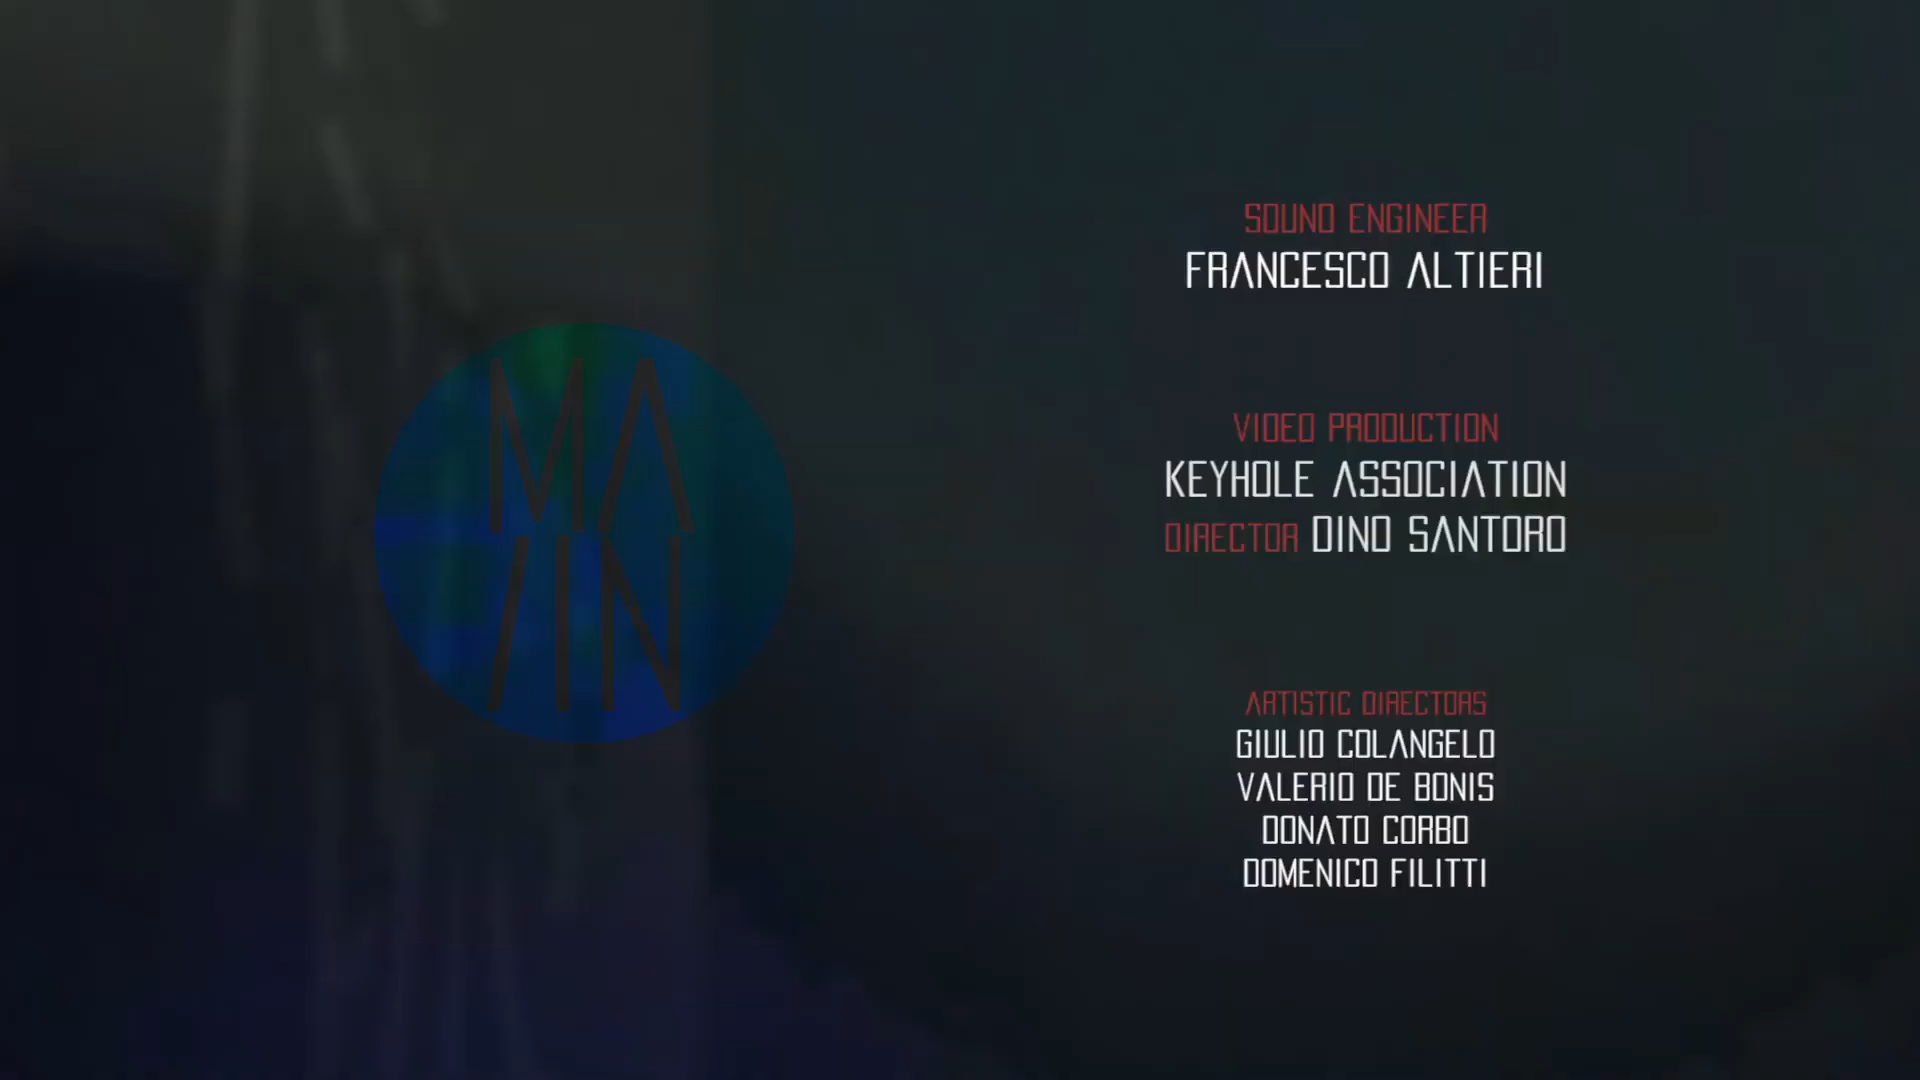 MA
/IN
SOUND ENGINEER
FRANCESCO ALTIERI
VIDEO PRODUCTION
KEYHOLE ASSOCIATION
DIRECTOR DINO SANTORO
ARTISTIC DIRECTORS
GIULIO COLANGELO
VALERIO DE BONIS
DONATO CORBO
DOMENICO FILITTI